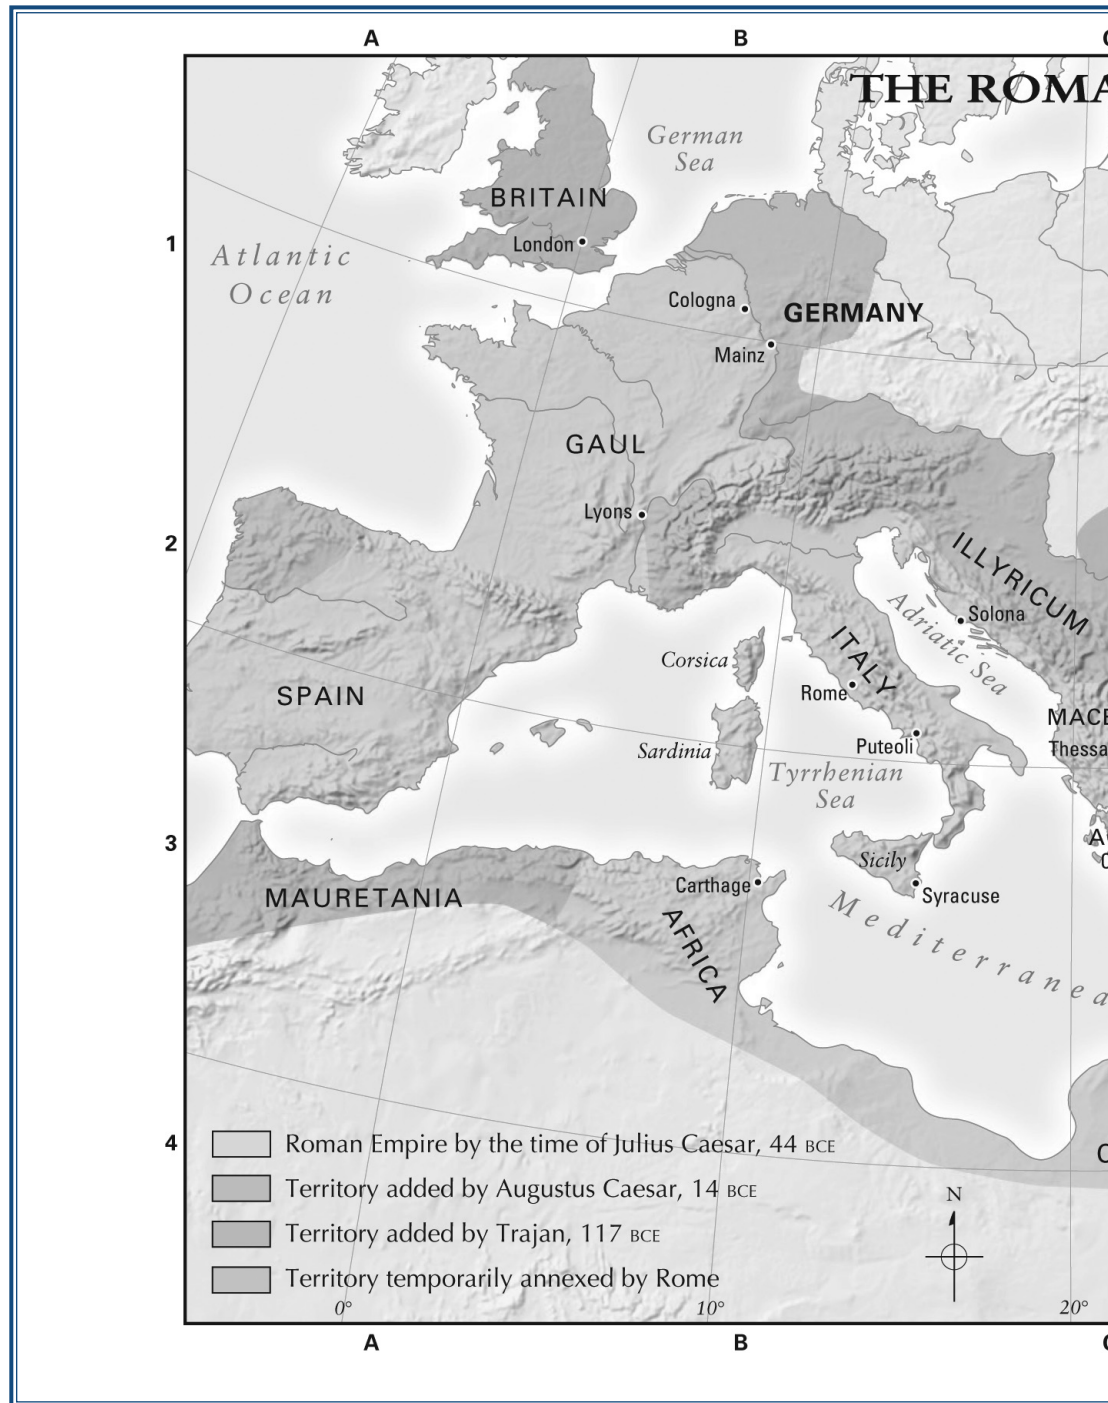 A
B
THE ROMA
German
Sea
BRITAIN
1
London
Atlantic
Ocean
Cologna
GERMANY
Mainz
GAUL
Lyons
2
ILLYRICUM
Solona
Adriatic Sea
ITALY
Corsica
Rome
SPAIN
MACE
Puteoli
Thessa
Sardinia
Tyrrhenian
Sea
3
Sicily
Carthage
Syracuse
MAURETANIA
AFRICA
Mediterranea
4
Roman Empire by the time of Julius Caesar, 44 BCE
Territory added by Augustus Caesar, 14 BCE
N
Territory added by Trajan, 117 BCE
Territory temporarily annexed by Rome
0°
10°
20°
A
B